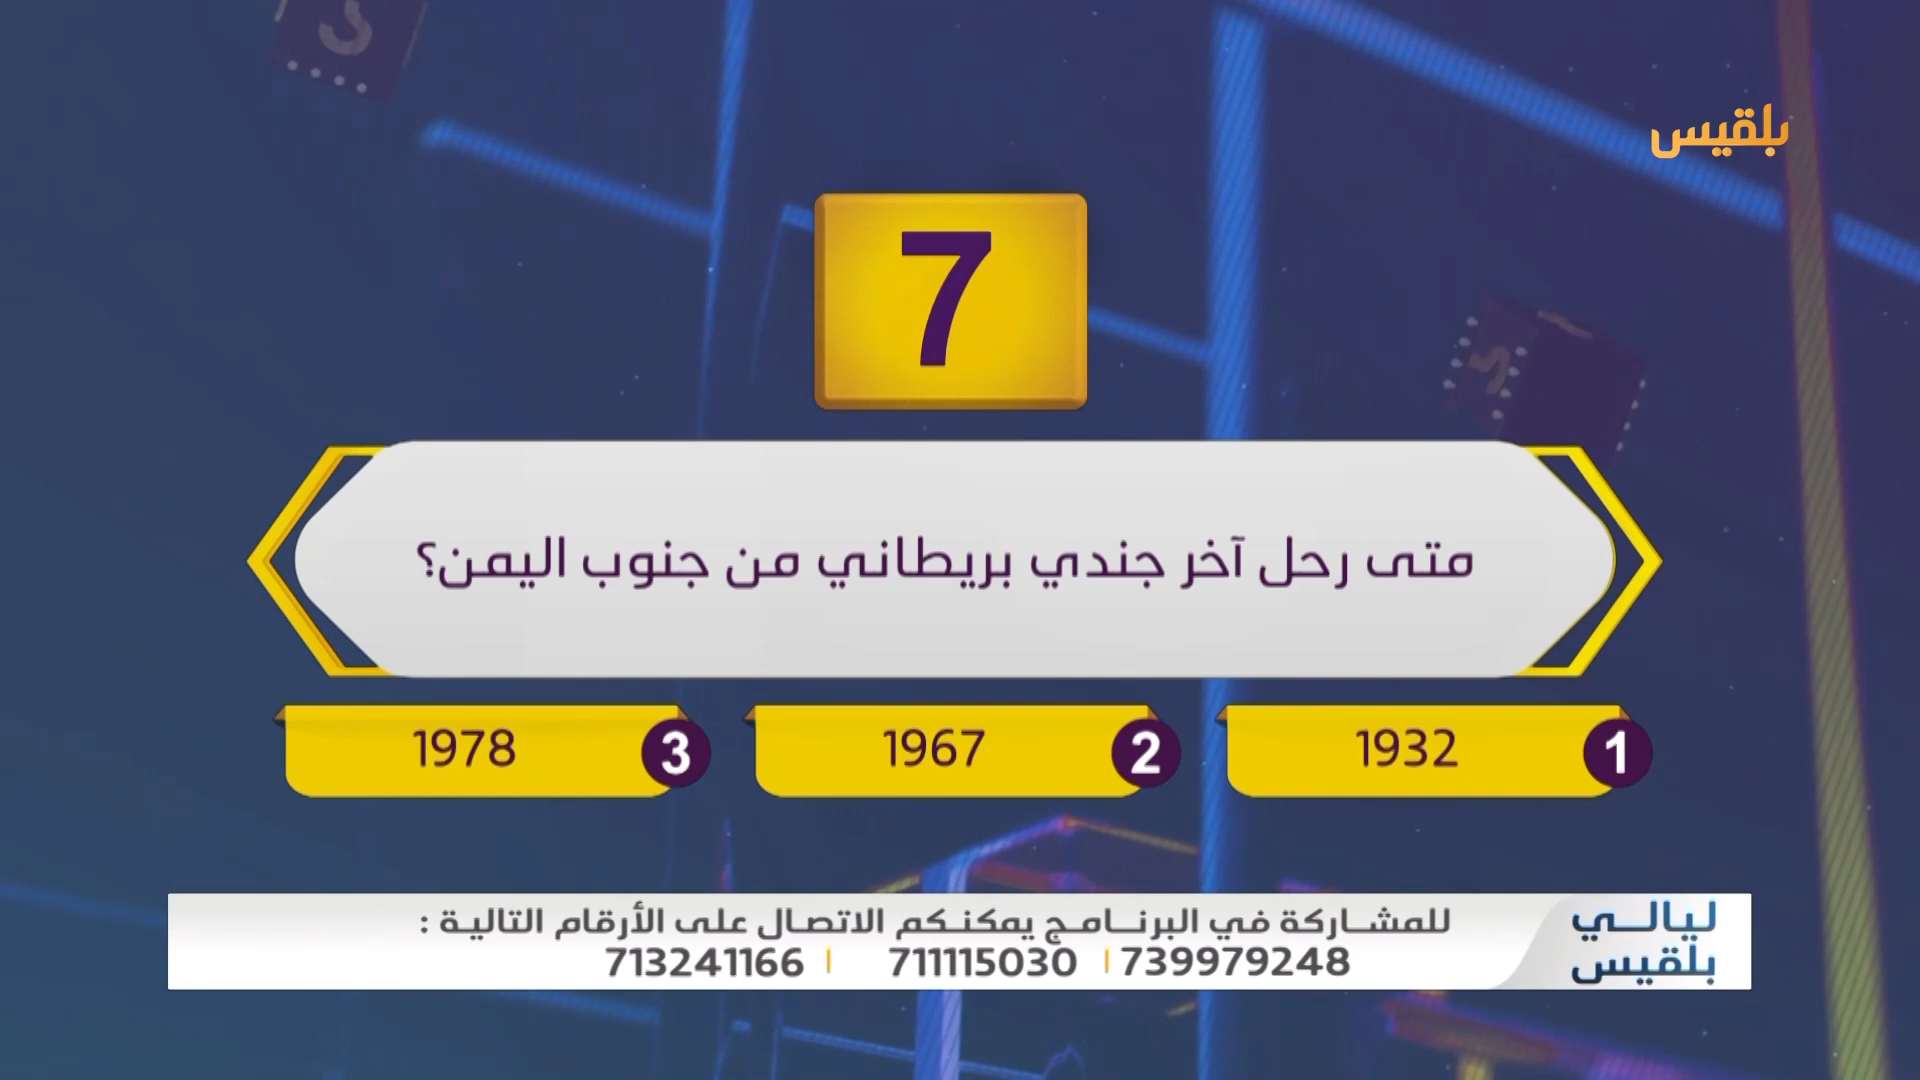 بلقيس
7
متى رحل آخر جندي بريطاني من جنوب اليمن؟
1 1932
2 1967
3 1978
ليالي بلقيس
للمشاركة في البرنامج يمكنكم الاتصال على الأرقام التالية :
739979248 | 711115030 | 713241166